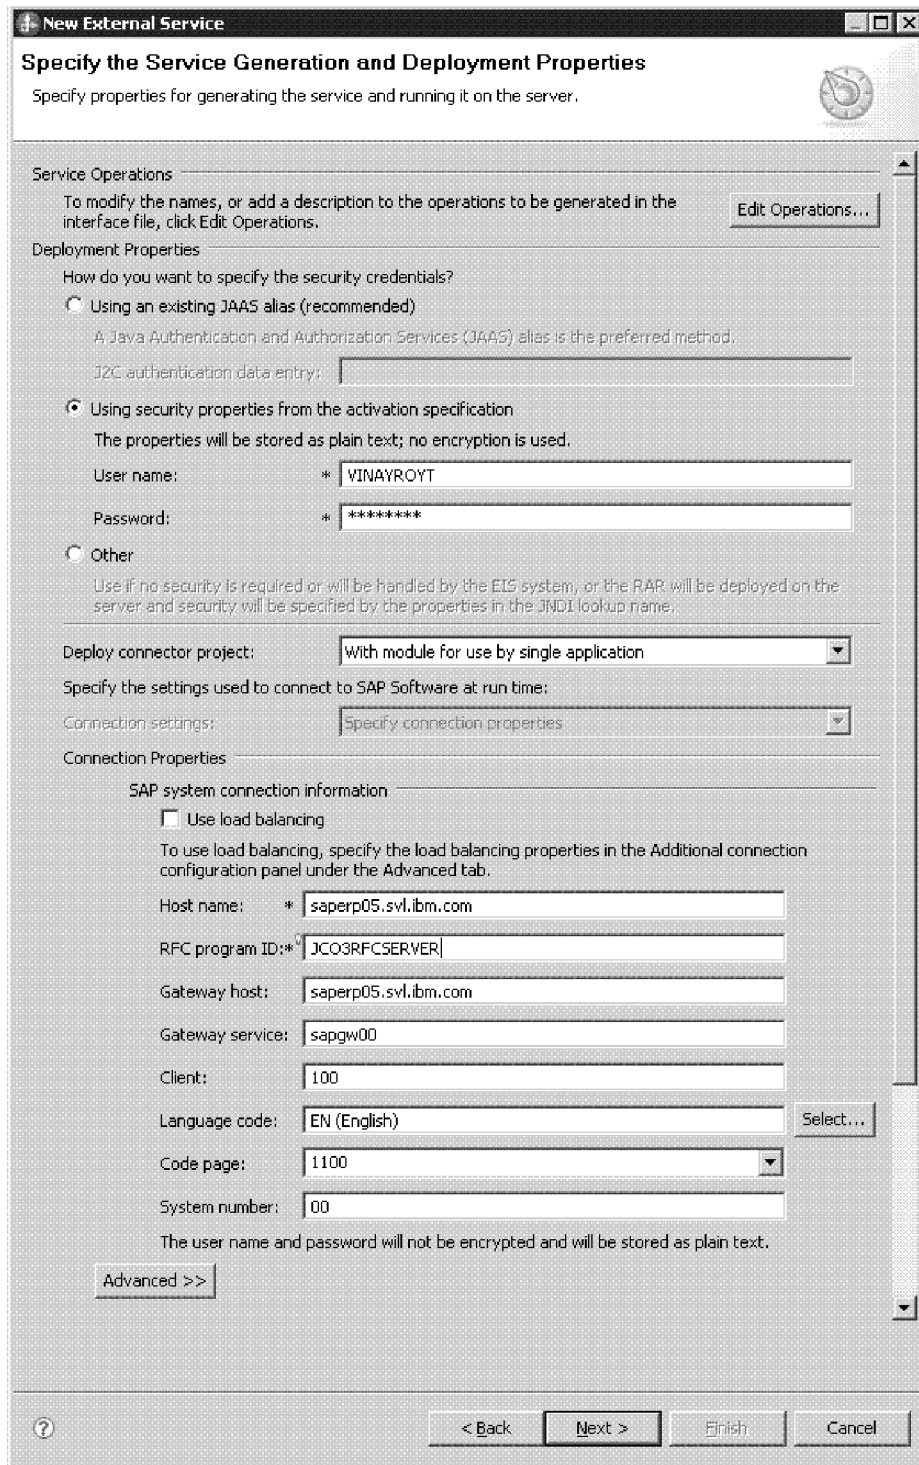 New External Service
Specify the Service Generation and Deployment Properties
Specify properties for generating the service and running it on the server.
Service Operations
To modify the names, or add a description to the operations to be generated in the
interface file, click Edit Operations.
Edit Operations...
Deployment Properties
How do you want to specify the security credentials?
Using an existing JAAS alias (recommended)
A Java Authentication and Authorization Services (JAAS) alias is the preferred method.
J2C authentication data entry:
Using security properties from the activation specification
The properties will be stored as plain text; no encryption is used.
User name: * VINAYROYT
Password: * ********
Other
Use if no security is required or will be handled by the EIS system, or the RAR will be deployed on the
server and security will be specified by the properties in the JNDI lookup name.
Deploy connector project: With module for use by single application
Specify the settings used to connect to SAP Software at run time:
Connection settings: Specify connection properties
Connection Properties
SAP system connection information
Use load balancing
To use load balancing, specify the load balancing properties in the Additional connection
configuration panel under the Advanced tab.
Host name: * saperp05.svl.ibm.com
RFC program ID:* JCO3RFCSERVER
Gateway host: saperp05.svl.ibm.com
Gateway service: sapgw00
Client: 100
Language code: EN (English) Select...
Code page: 1100
System number: 00
The user name and password will not be encrypted and will be stored as plain text.
Advanced >>
? < Back Next > Finish Cancel